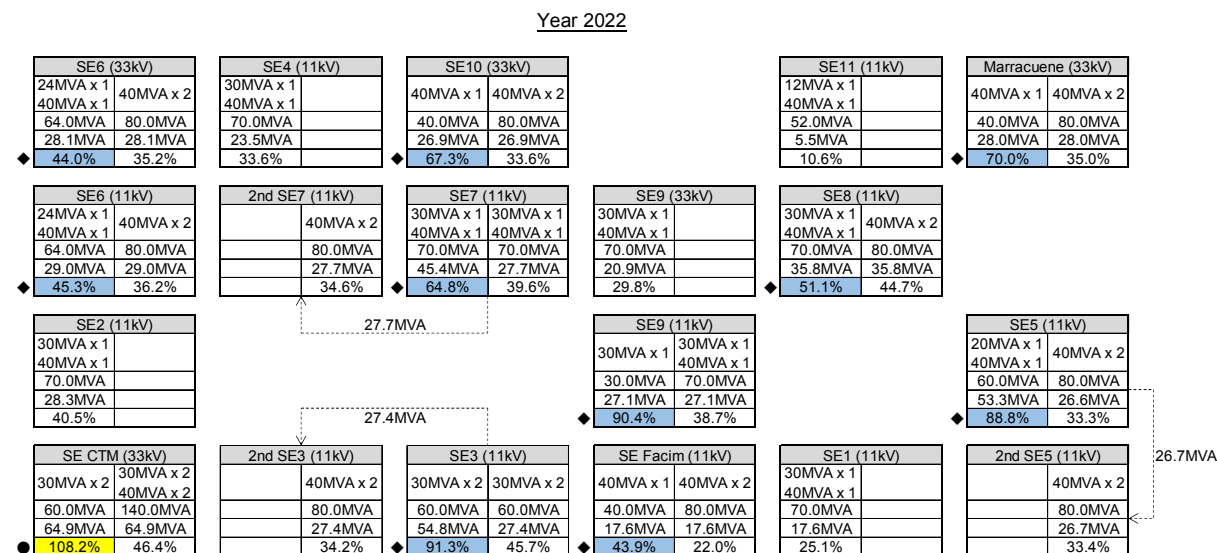 Year 2022
SE6 (33kV) SE4 (11kV) SE10 (33kV) SE11 (11kV) Marracuene (33kV)
24MVA x 1 30MVA x 1 12MVA x 1
40MVA x 2 40MVA x 1 40MVA x 2 40MVA x 1 40MVA x 2
40MVA x 1 40MVA x 1 40MVA x 1
64.0MVA 80.0MVA 70.0MVA 40.0MVA 80.0MVA 52.0MVA 40.0MVA 80.0MVA
28.1MVA 28.1MVA 23.5MVA 26.9MVA 26.9MVA 5.5MVA 28.0MVA 28.0MVA
◆ 44.0% 35.2% 33.6% ◆ 67.3% 33.6% 10.6% ◆ 70.0% 35.0%
SE6 (11kV) 2nd SE7 (11kV) SE7 (11kV) SE9 (33kV) SE8 (11kV)
24MVA x 1 30MVA x 1 30MVA x 1 30MVA x 1 30MVA x 1
40MVA x 2 40MVA x 2 40MVA x 2
40MVA x 1 40MVA x 1 40MVA x 1 40MVA x 1 40MVA x 1
64.0MVA 80.0MVA 80.0MVA 70.0MVA 70.0MVA 70.0MVA 70.0MVA 80.0MVA
29.0MVA 29.0MVA 27.7MVA 45.4MVA 27.7MVA 20.9MVA 35.8MVA 35.8MVA
◆ 45.3% 36.2% 34.6% ◆ 64.8% 39.6% 29.8% ◆ 51.1% 44.7%
27.7MVA
SE2 (11kV) SE9 (11kV) SE5 (11kV)
30MVA x 1 30MVA x 1 20MVA x 1
30MVA x 1 40MVA x 2
40MVA x 1 40MVA x 1 40MVA x 1
70.0MVA 30.0MVA 70.0MVA 60.0MVA 80.0MVA
28.3MVA 27.1MVA 27.1MVA 53.3MVA 26.6MVA
40.5% ◆ 90.4% 38.7% ◆ 88.8% 33.3%
27.4MVA
26.7MVA
SE CTM (33kV) 2nd SE3 (11kV) SE3 (11kV) SE Facim (11kV) SE1 (11kV) 2nd SE5 (11kV)
30MVA x 2 30MVA x 1
30MVA x 2 40MVA x 2 30MVA x 2 30MVA x 2 40MVA x 1 40MVA x 2 40MVA x 2
40MVA x 2 40MVA x 1
60.0MVA 140.0MVA 80.0MVA 60.0MVA 60.0MVA 40.0MVA 80.0MVA 70.0MVA 80.0MVA
64.9MVA 64.9MVA 27.4MVA 54.8MVA 27.4MVA 17.6MVA 17.6MVA 17.6MVA 26.7MVA
● 108.2% 46.4% 34.2% ◆ 91.3% 45.7% ◆ 43.9% 22.0% 25.1% 33.4%